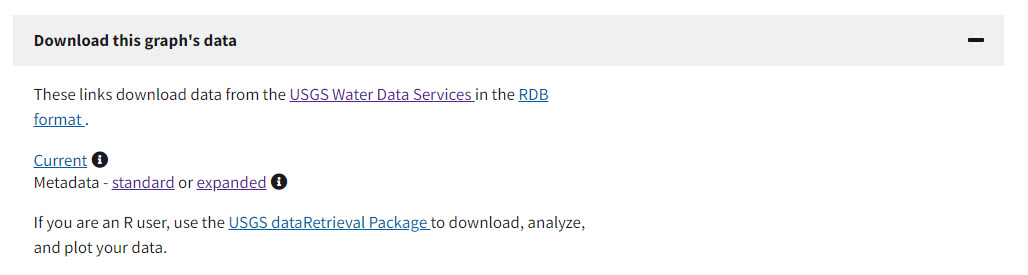 Download this graph's data
These links download data from the USGS Water Data Services in the RDB
format .
Current
Metadata - standard or expanded
If you are an R user, use the USGS dataRetrieval Package to download, analyze,
and plot your data.